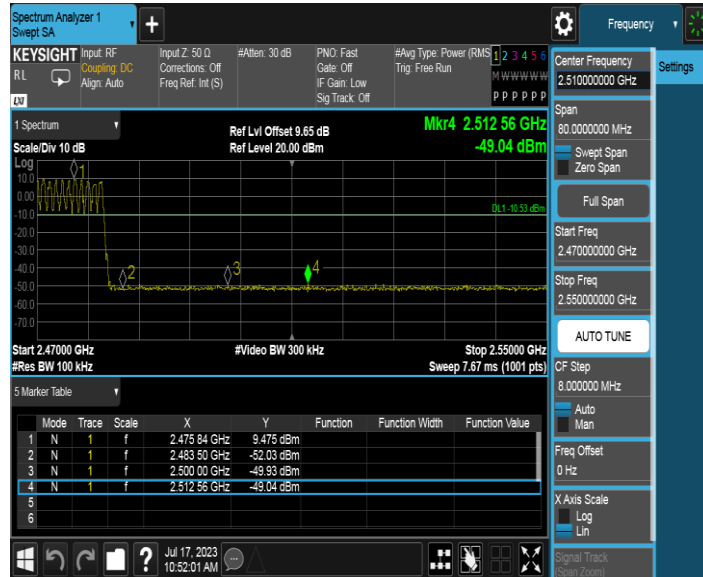 Spectrum Analyzer 1
Swept SA
+
Frequency
KEYSIGHT
RL
LXI
Input: RF
Coupling: DC
Align: Auto
Input Z: 50 Ω
Corrections: Off
Freq Ref: Int (S)
#Atten: 30 dB
PNO: Fast
Gate: Off
IF Gain: Low
Sig Track: Off
#Avg Type: Power (RMS
Trig: Free Run
1 2 3 4 5 6
M W W W W W
P P P P P P
1 Spectrum
Scale/Div 10 dB
Ref Lvl Offset 9.65 dB
Ref Level 20.00 dBm
Mkr4 2.512 56 GHz
-49.04 dBm
Log
10.0
0.00
-10.0
-20.0
-30.0
-40.0
-50.0
-60.0
-70.0
1
2
3
4
DL1 -10.53 dBm
Start 2.47000 GHz
#Res BW 100 kHz
#Video BW 300 kHz
Stop 2.55000 GHz
Sweep 7.67 ms (1001 pts)
5 Marker Table
Mode Trace Scale X Y Function Function Width Function Value
1 N 1 f 2.475 84 GHz 9.475 dBm
2 N 1 f 2.483 50 GHz -52.03 dBm
3 N 1 f 2.500 00 GHz -49.93 dBm
4 N 1 f 2.512 56 GHz -49.04 dBm
5
6
?
Jul 17, 2023
10:52:01 AM
Center Frequency
2.510000000 GHz
Settings
Span
80.0000000 MHz
Swept Span
Zero Span
Full Span
Start Freq
2.470000000 GHz
Stop Freq
2.550000000 GHz
AUTO TUNE
CF Step
8.000000 MHz
Auto
Man
Freq Offset
0 Hz
X Axis Scale
Log
Lin
Signal Track
(Span Zoom)